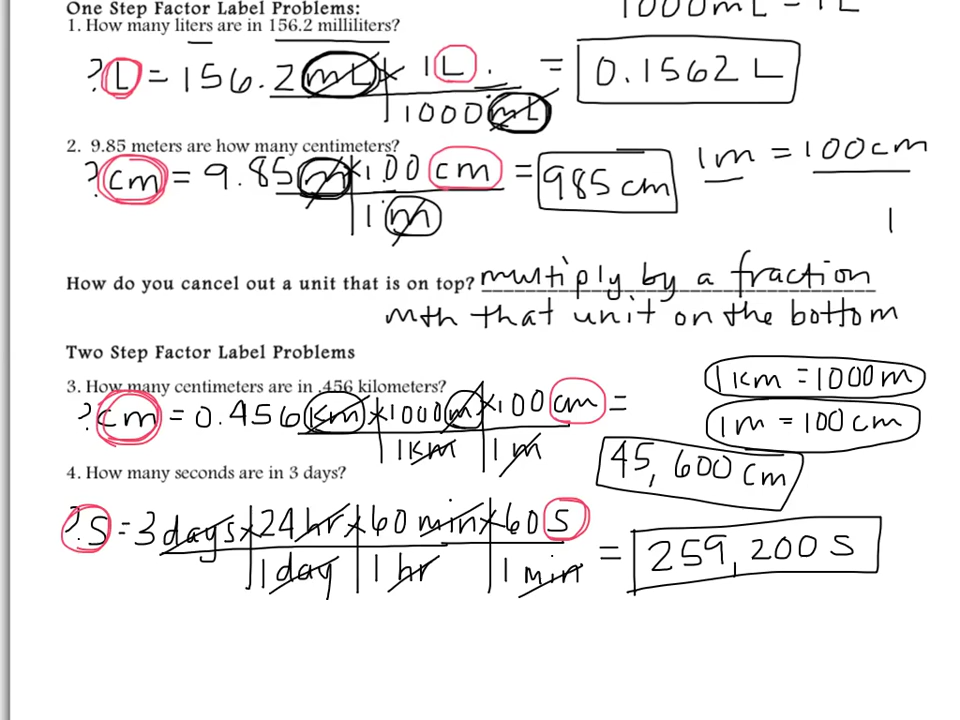 One Step Factor Label Problems:
1000mL = 1L
1. How many liters are in 156.2 milliliters?
?L = 156.2 mL × 1L = 0.1562 L
1000 mL
2. 9.85 meters are how many centimeters?
?cm = 9.85 m × 100 cm = 985 cm
1m = 100cm
1 m
1
How do you cancel out a unit that is on top? multiply by a fraction
with that unit on the bottom
Two Step Factor Label Problems
3. How many centimeters are in .456 kilometers?
1km = 1000m
?cm = 0.456 km × 1000 m × 100 cm =
1m = 100 cm
1km 1m
45,600 cm
4. How many seconds are in 3 days?
?S = 3 days × 24 hr × 60 min × 60 S = 259,200 S
1 day 1 hr 1 min